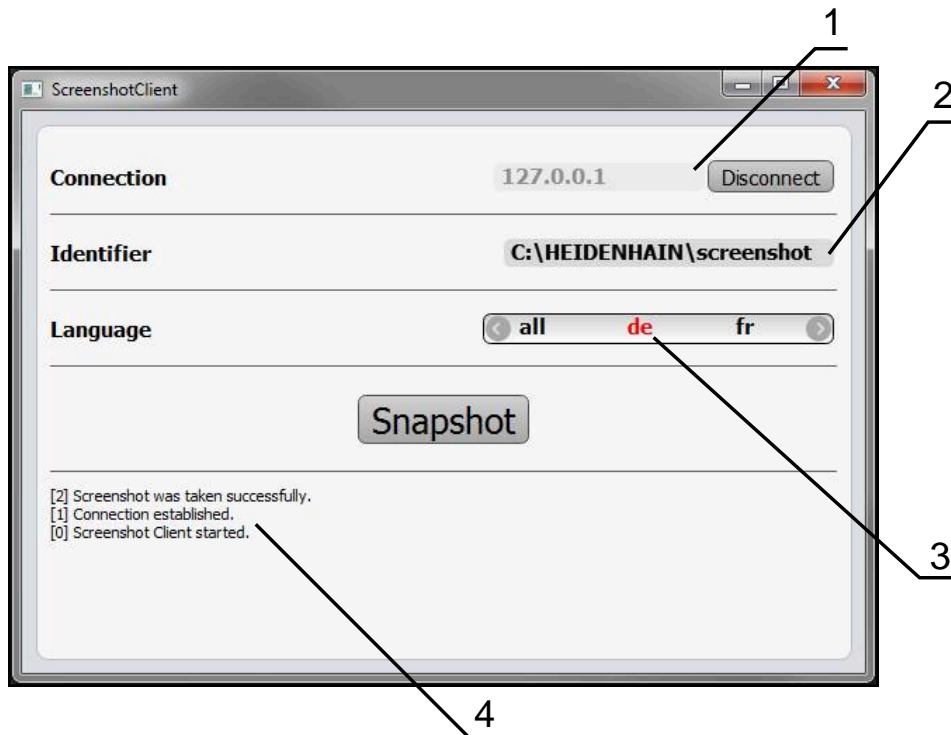 1
ScreenshotClient
2
Connection 127.0.0.1 Disconnect
Identifier C:\HEIDENHAIN\screenshot
Language all de fr
Snapshot
[2] Screenshot was taken successfully.
[1] Connection established.
[0] Screenshot Client started.
3
4